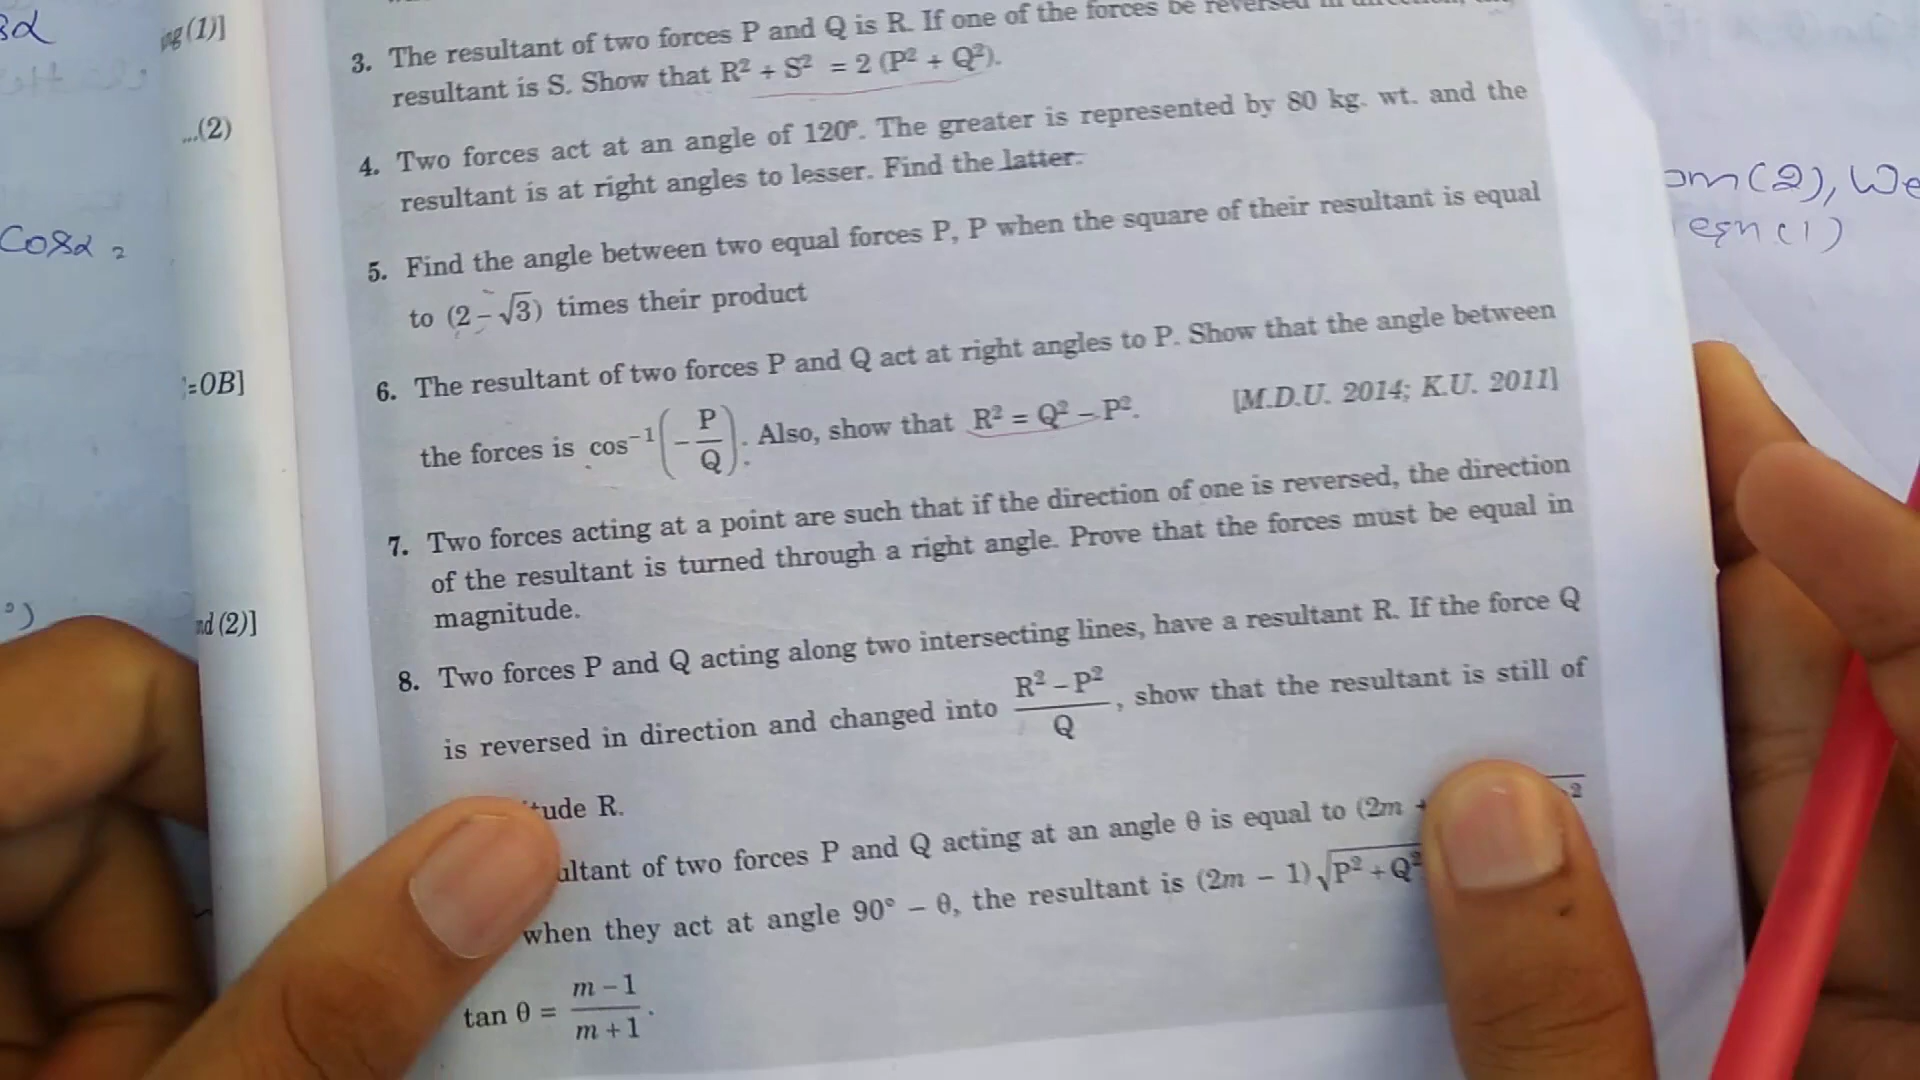 3. The resultant of two forces P and Q is R. If one of the forces be reversed in
resultant is S. Show that R² + S² = 2 (P² + Q²).
4. Two forces act at an angle of 120°. The greater is represented by 80 kg. wt. and the
resultant is at right angles to lesser. Find the latter.
5. Find the angle between two equal forces P, P when the square of their resultant is equal
to (2 – √3) times their product
6. The resultant of two forces P and Q act at right angles to P. Show that the angle between
the forces is cos⁻¹(–P/Q). Also, show that R² = Q² – P². [M.D.U. 2014; K.U. 2011]
7. Two forces acting at a point are such that if the direction of one is reversed, the direction
of the resultant is turned through a right angle. Prove that the forces must be equal in
magnitude.
8. Two forces P and Q acting along two intersecting lines, have a resultant R. If the force Q
is reversed in direction and changed into (R² – P²)/Q, show that the resultant is still of
tude R.
ultant of two forces P and Q acting at an angle θ is equal to (2m +
when they act at angle 90° – θ, the resultant is (2m – 1)√P² + Q²
tan θ = (m – 1)/(m + 1).
(1)]
...(2)
=OB]
nd (2)]
Cosα
om (2), We
eqn (1)